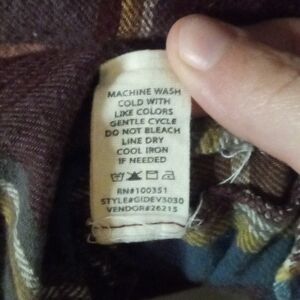 MACHINE WASH
COLD WITH
LIKE COLORS
GENTLE CYCLE
DO NOT BLEACH
LINE DRY
COOL IRON
IF NEEDED
RN#100351
STYLE#GIDEV3030
VENDOR#26215